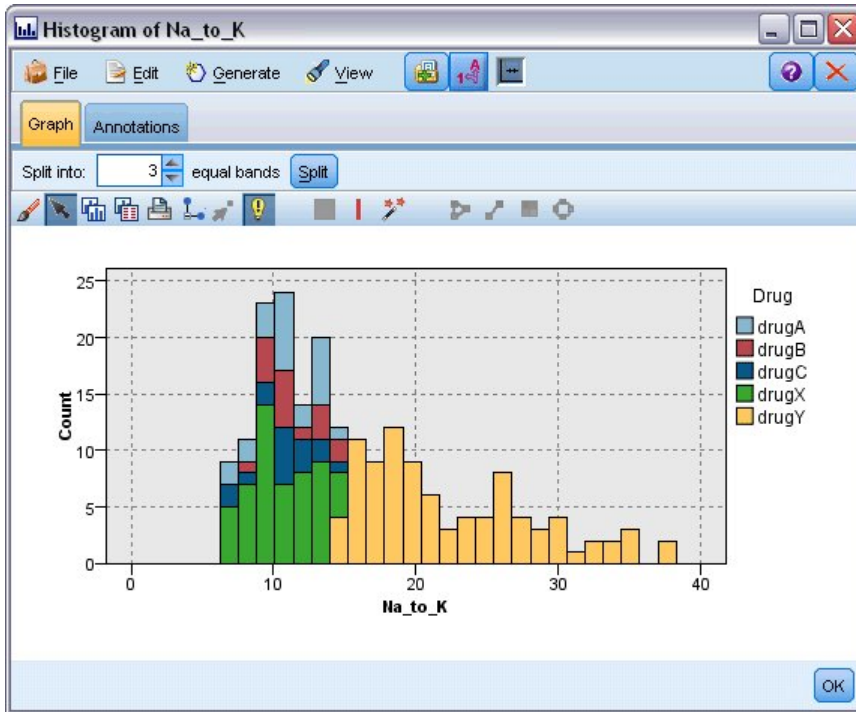 Histogram of Na_to_K
File Edit Generate View
Graph Annotations
Split into: 3 equal bands Split
25
20
15
10
5
0
Count
0 10 20 30 40
Na_to_K
Drug
drugA
drugB
drugC
drugX
drugY
OK